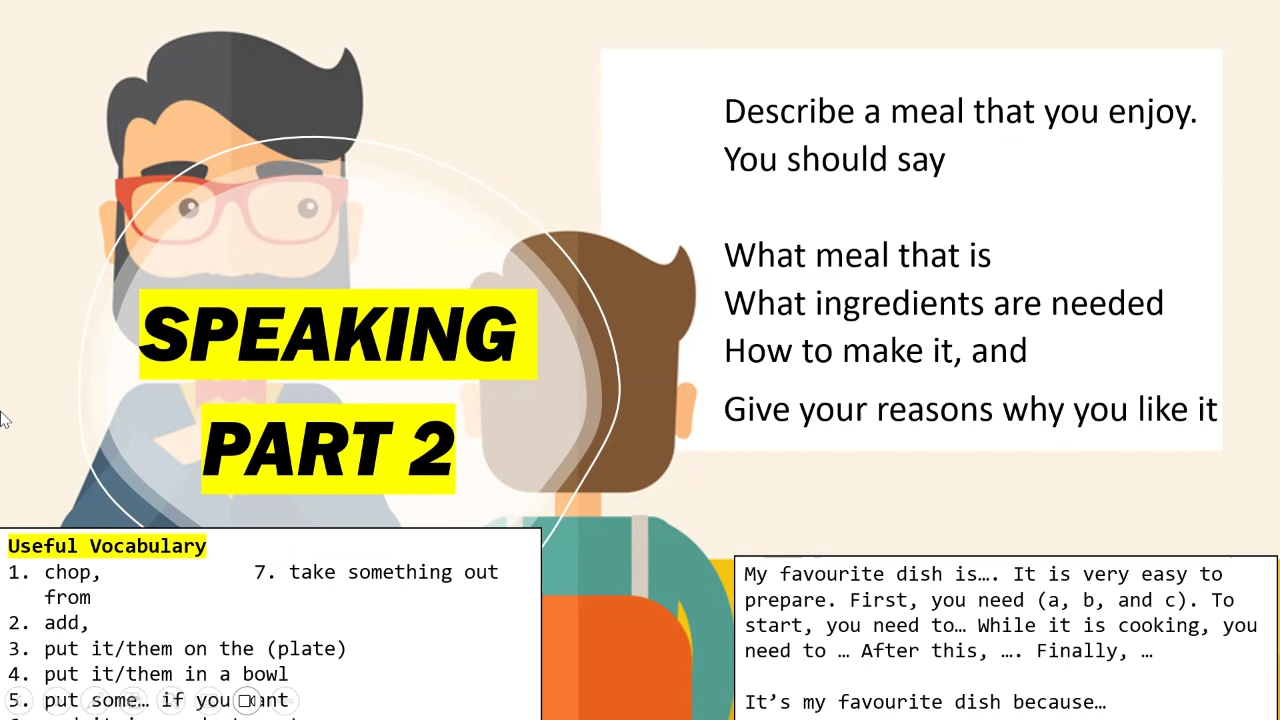 SPEAKING
PART 2
Describe a meal that you enjoy.
You should say
What meal that is
What ingredients are needed
How to make it, and
Give your reasons why you like it
Useful Vocabulary
1. chop, 7. take something out
from
2. add,
3. put it/them on the (plate)
4. put it/them in a bowl
5. put some… if you want
My favourite dish is…. It is very easy to
prepare. First, you need (a, b, and c). To
start, you need to… While it is cooking, you
need to … After this, …. Finally, …
It’s my favourite dish because…